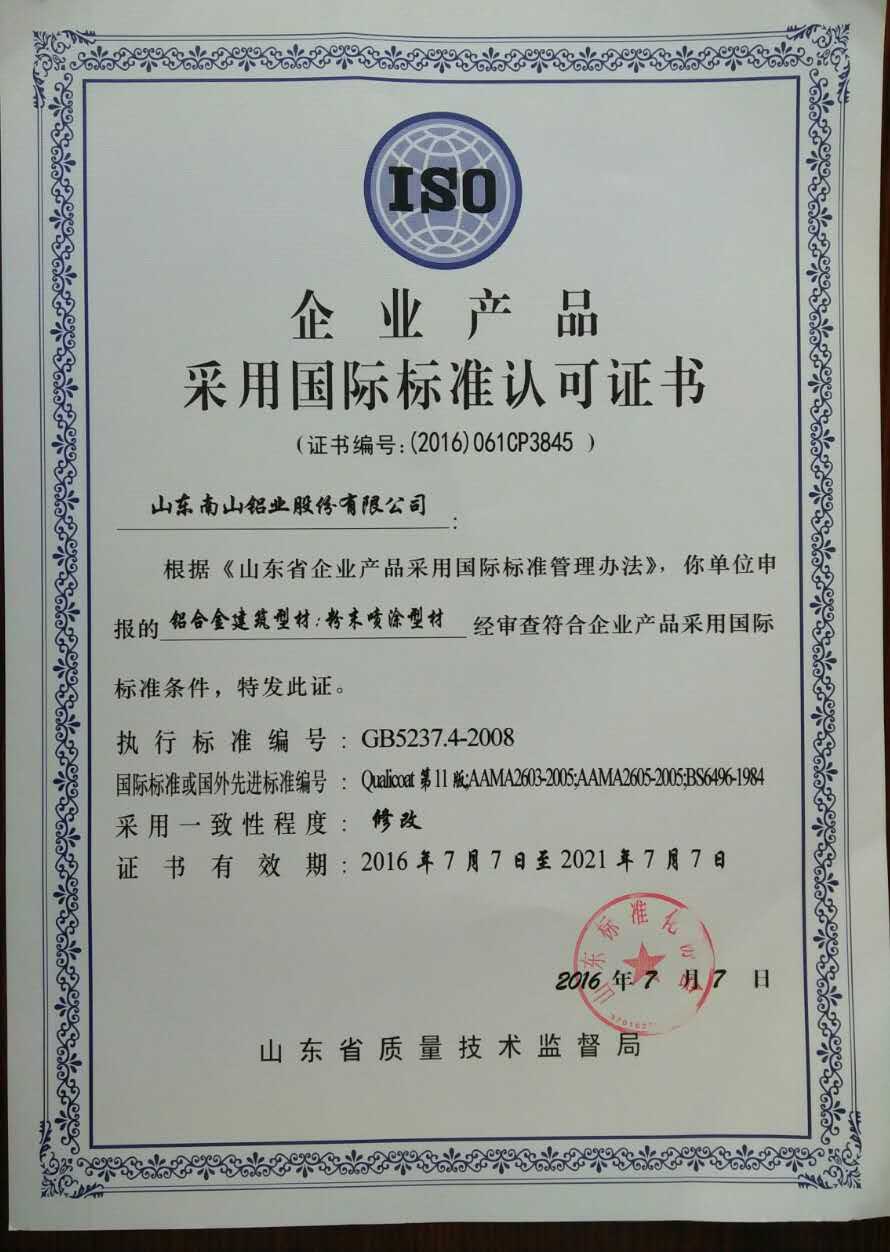 ISO
企业产品
采用国际标准认可证书
（证书编号:(2016)061CP3845 ）
山东南山铝业股份有限公司：
根据《山东省企业产品采用国际标准管理办法》，你单位申
报的铝合金建筑型材:粉末喷涂型材经审查符合企业产品采用国际
标准条件，特发此证。
执行标准编号：GB5237.4-2008
国际标准或国外先进标准编号：Qualicoat 第11版;AAMA2603-2005;AAMA2605-2005;BS6496-1984
采用一致性程度：修改
证书有效期：2016年7月7日至2021年7月7日
山东标准化
2016年7月7日
山东省质量技术监督局